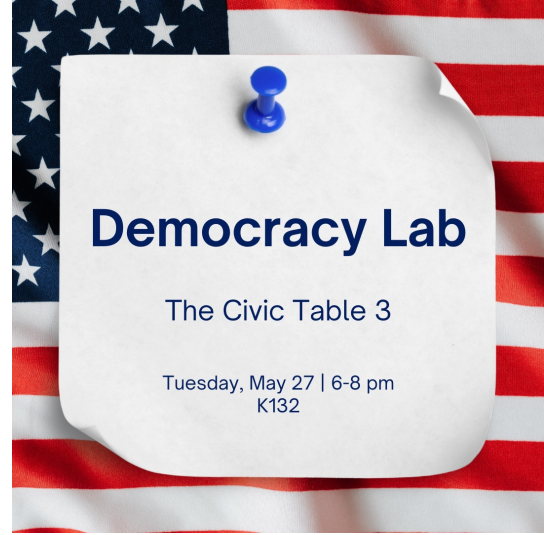 Democracy Lab
The Civic Table 3
Tuesday, May 27 | 6-8 pm
K132